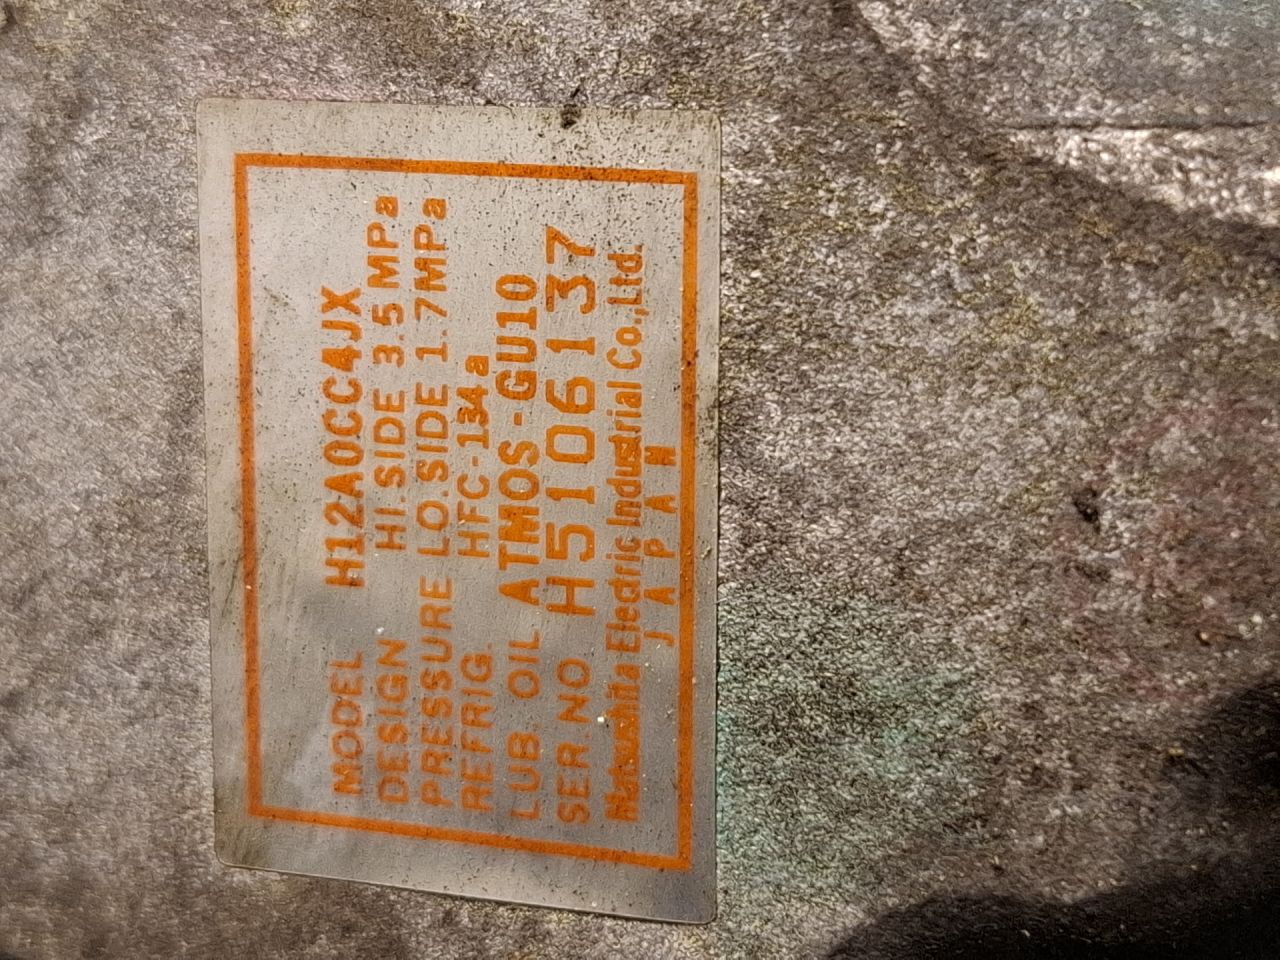 MODEL H12A0CC4JX
DESIGN HI.SIDE 3.5MPa
PRESSURE LO.SIDE 1.7MPa
REFRIG. HFC-134a
LUB. OIL ATMOS-GU10
SER.NO H5106137
Matsushita Electric Industrial Co.,Ltd.
JAPAN